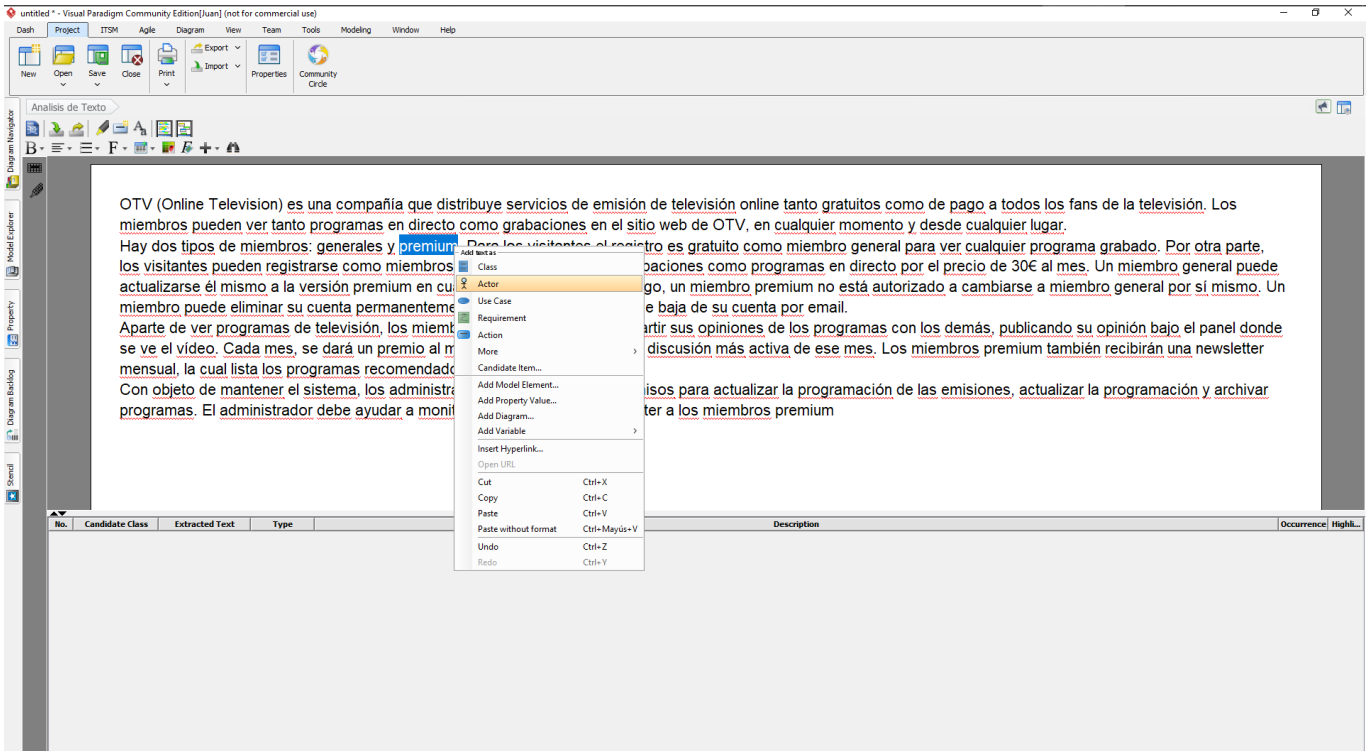 untitled * - Visual Paradigm Community Edition[Juan] (not for commercial use)
Dash Project ITSM Agile Diagram View Team Tools Modeling Window Help
New Open Save Close Print Export Import Properties Community Circle
Analisis de Texto
Diagram Navigator
Model Explorer
Property
Diagram Backlog
Stencil
OTV (Online Television) es una compañía que distribuye servicios de emisión de televisión online tanto gratuitos como de pago a todos los fans de la televisión. Los
miembros pueden ver tanto programas en directo como grabaciones en el sitio web de OTV, en cualquier momento y desde cualquier lugar.
Hay dos tipos de miembros: generales y premium. Para los visitantes el registro es gratuito como miembro general para ver cualquier programa grabado. Por otra parte,
los visitantes pueden registrarse como miembros baciones como programas en directo por el precio de 30€ al mes. Un miembro general puede
actualizarse él mismo a la versión premium en cu go, un miembro premium no está autorizado a cambiarse a miembro general por sí mismo. Un
miembro puede eliminar su cuenta permanenteme e baja de su cuenta por email.
Aparte de ver programas de televisión, los miemb artir sus opiniones de los programas con los demás, publicando su opinión bajo el panel donde
se ve el vídeo. Cada mes, se dará un premio al m discusión más activa de ese mes. Los miembros premium también recibirán una newsletter
mensual, la cual lista los programas recomendado
Con objeto de mantener el sistema, los administra isos para actualizar la programación de las emisiones, actualizar la programación y archivar
programas. El administrador debe ayudar a monit ter a los miembros premium
Add text as
Class
Actor
Use Case
Requirement
Action
More
Candidate Item...
Add Model Element...
Add Property Value...
Add Diagram...
Add Variable
Insert Hyperlink...
Open URL
Cut Ctrl+X
Copy Ctrl+C
Paste Ctrl+V
Paste without format Ctrl+Mayús+V
Undo Ctrl+Z
Redo Ctrl+Y
No. Candidate Class Extracted Text Type Description Occurrence Highli...